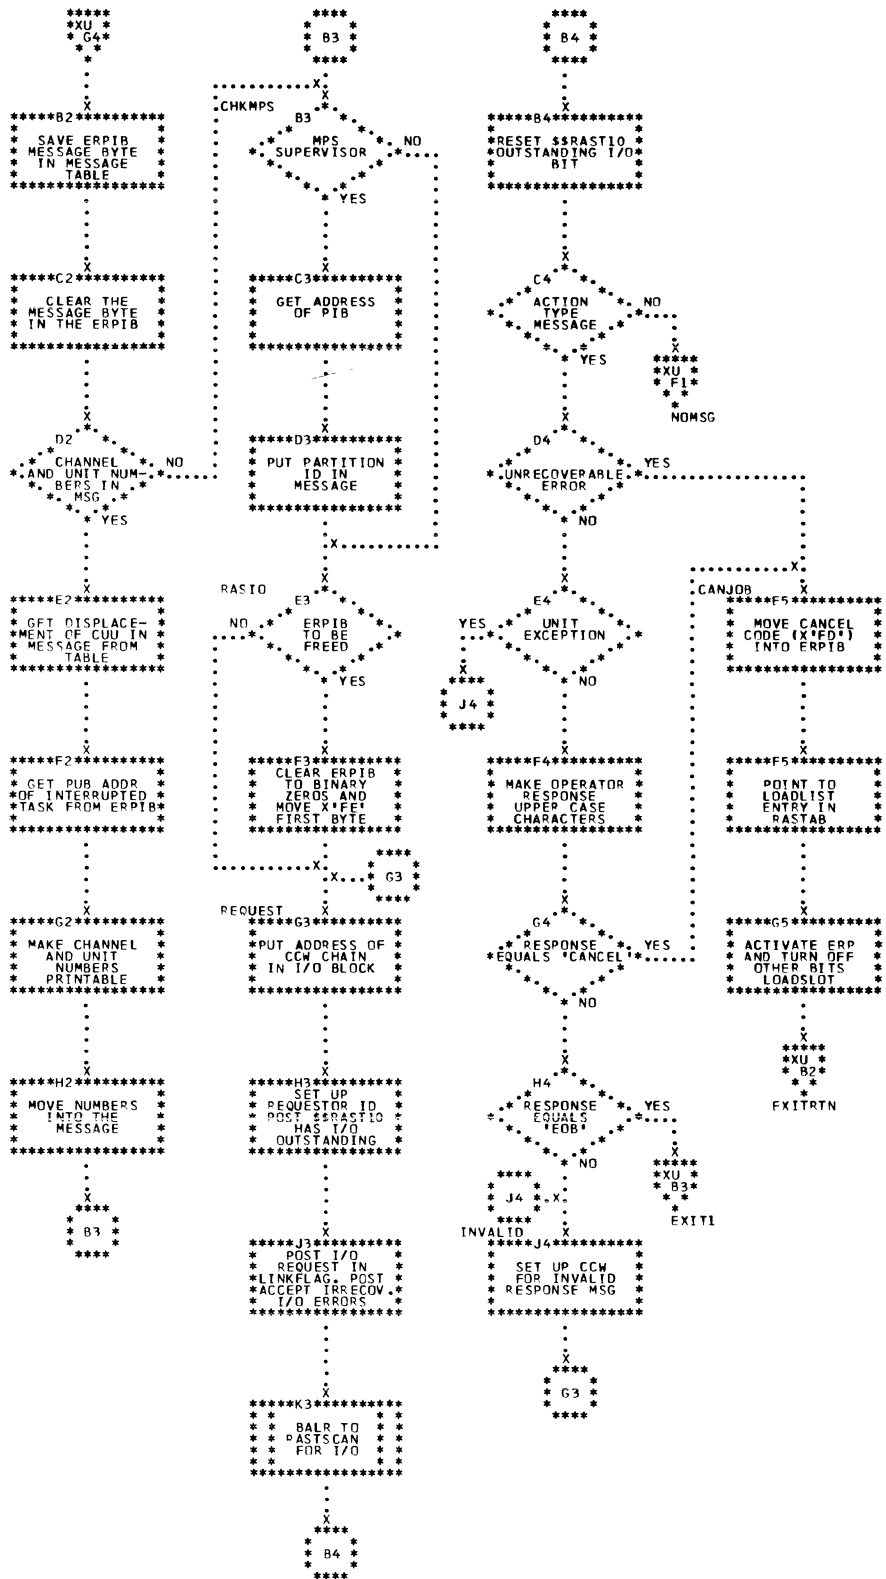 XU
G4
B2
SAVE ERPIB
MESSAGE BYTE
IN MESSAGE
TABLE
C2
CLEAR THE
MESSAGE BYTE
IN THE ERPIB
D2
CHANNEL
AND UNIT NUM-
BERS IN
MSG
NO
YES
E2
GET DISPLACE-
MENT OF CUU IN
MESSAGE FROM
TABLE
F2
GET PUB ADDR
OF INTERRUPTED
TASK FROM ERPIB
G2
MAKE CHANNEL
AND UNIT
NUMBERS
PRINTABLE
H2
MOVE NUMBERS
INTO THE
MESSAGE
B3
B3
CHKMPS
B3
MPS
SUPERVISOR
NO
YES
C3
GET ADDRESS
OF PIB
D3
PUT PARTITION
ID IN
MESSAGE
RASIO
E3
NO
ERPIB
TO BE
FREED
YES
F3
CLEAR ERPIB
TO BINARY
ZEROS AND
MOVE X'FE'
FIRST BYTE
G3
REQUEST
G3
PUT ADDRESS OF
CCW CHAIN
IN I/O BLOCK
H3
SET UP
REQUESTOR ID
POST $$RAST10
HAS I/O
OUTSTANDING
J3
POST I/O
REQUEST IN
LINKFLAG. POST
ACCEPT IRRECOV.
I/O ERRORS
K3
BALR TO
RASTSCAN
FOR I/O
B4
B4
B4
RESET $$RAST10
OUTSTANDING I/O
BIT
C4
ACTION
TYPE
MESSAGE
NO
YES
XU
F1
NOMSG
D4
UNRECOVERABLE
ERROR
YES
NO
E4
YES
UNIT
EXCEPTION
NO
J4
F4
MAKE OPERATOR
RESPONSE
UPPER CASE
CHARACTERS
G4
RESPONSE
EQUALS 'CANCEL'
YES
NO
H4
RESPONSE
EQUALS
'EOB'
YES
NO
XU
B3
EXIT1
J4
INVALID
J4
SET UP CCW
FOR INVALID
RESPONSE MSG
G3
CANJOB
E5
MOVE CANCEL
CODE (X'FD')
INTO ERPIB
F5
POINT TO
LOADLIST
ENTRY IN
RASTAB
G5
ACTIVATE ERP
AND TURN OFF
OTHER BITS
LOADSLOT
XU
B2
EXITRTN